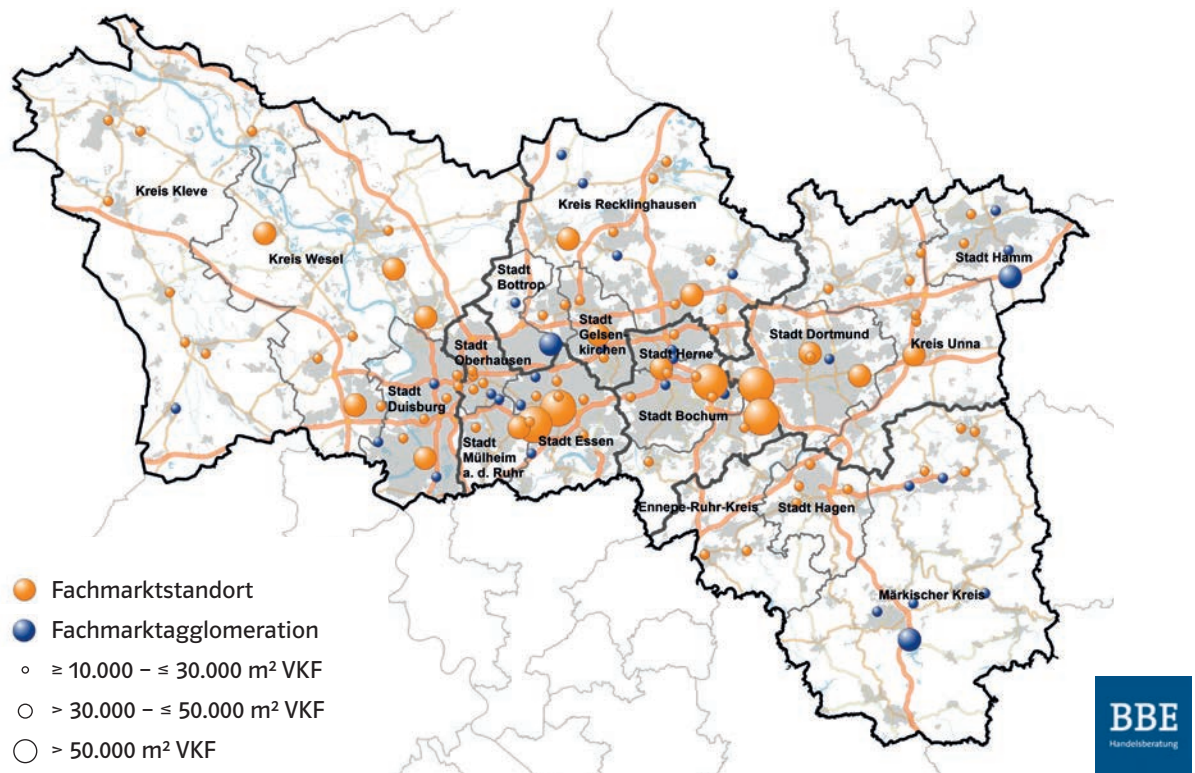 Kreis Kleve
Kreis Wesel
Kreis Recklinghausen
Stadt
Bottrop
Stadt
Gelsen-
kirchen
Stadt
Oberhausen
Stadt Herne
Stadt Dortmund
Kreis Unna
Stadt Hamm
Stadt
Duisburg
Stadt
Mülheim
a. d. Ruhr
Stadt Essen
Stadt Bochum
Ennepe-Ruhr-Kreis
Stadt Hagen
Märkischer Kreis
Fachmarktstandort
Fachmarktagglomeration
≥ 10.000 – ≤ 30.000 m² VKF
> 30.000 – ≤ 50.000 m² VKF
> 50.000 m² VKF
BBE
Handelsberatung